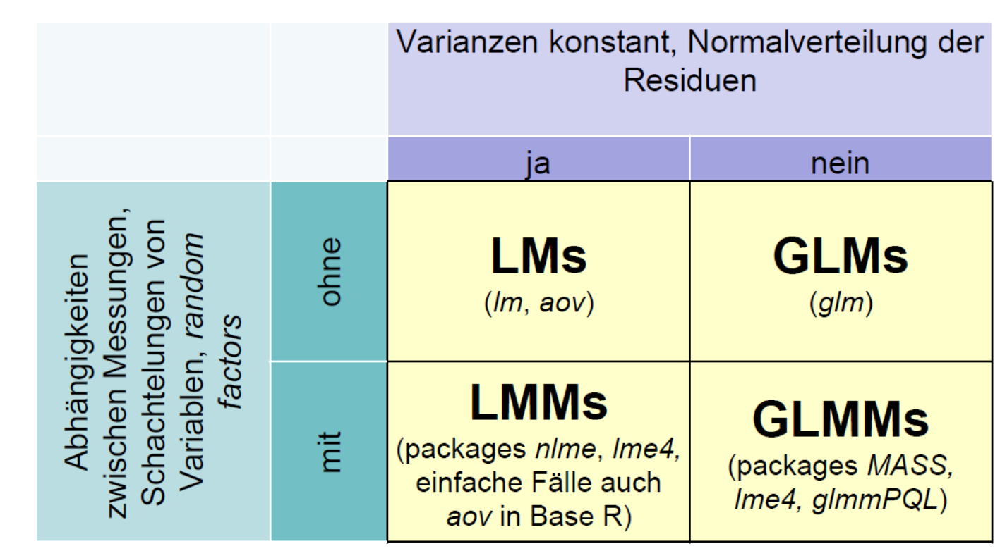 Varianzen konstant, Normalverteilung der
Residuen
ja
nein
Abhängigkeiten
zwischen Messungen,
Schachtelungen von
Variablen, random
factors
ohne
LMs
(lm, aov)
GLMs
(glm)
mit
LMMs
(packages nlme, lme4,
einfache Fälle auch
aov in Base R)
GLMMs
(packages MASS,
lme4, glmmPQL)